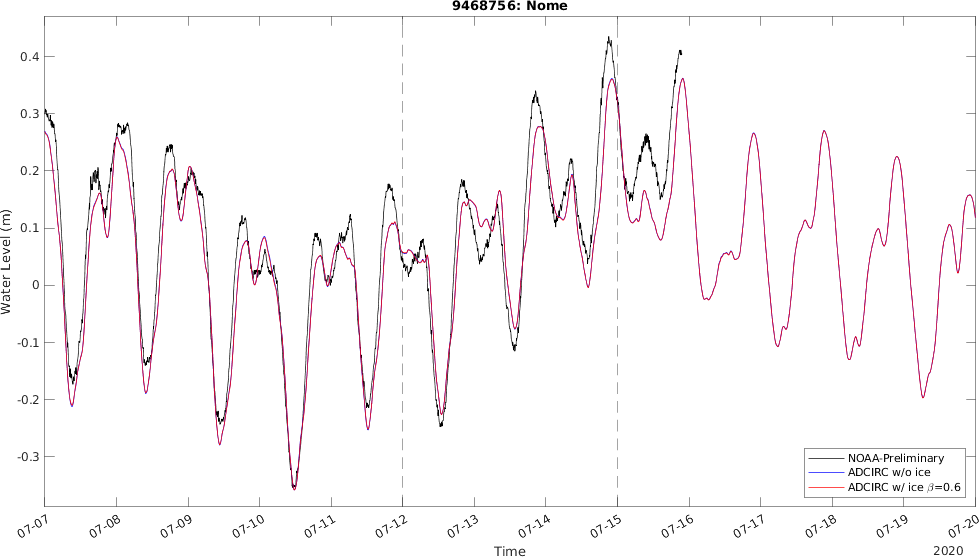 9468756: Nome
Water Level (m)
0.4
0.3
0.2
0.1
0
-0.1
-0.2
-0.3
NOAA-Preliminary
ADCIRC w/o ice
ADCIRC w/ ice β=0.6
07-07 07-08 07-09 07-10 07-11 07-12 07-13 07-14 07-15 07-16 07-17 07-18 07-19 07-20
Time
2020